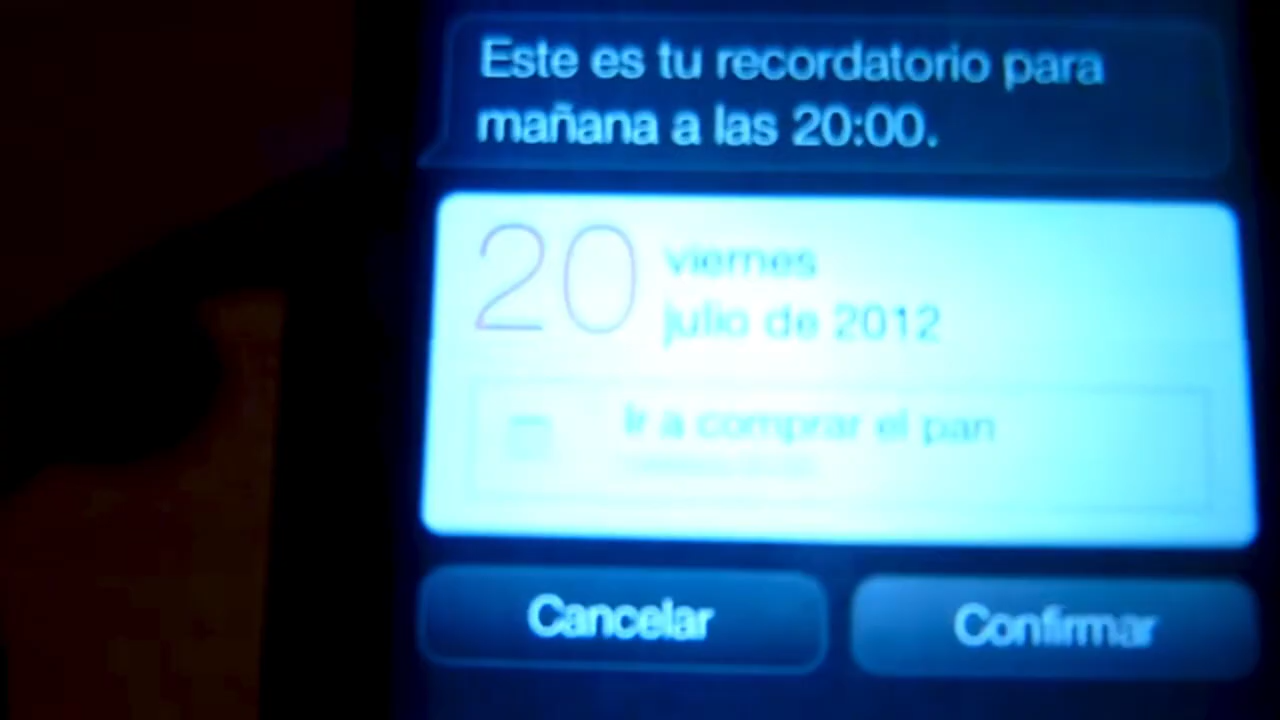 Este es tu recordatorio para
mañana a las 20:00.
20
viernes
julio de 2012
Ir a comprar el pan
Cancelar
Confirmar